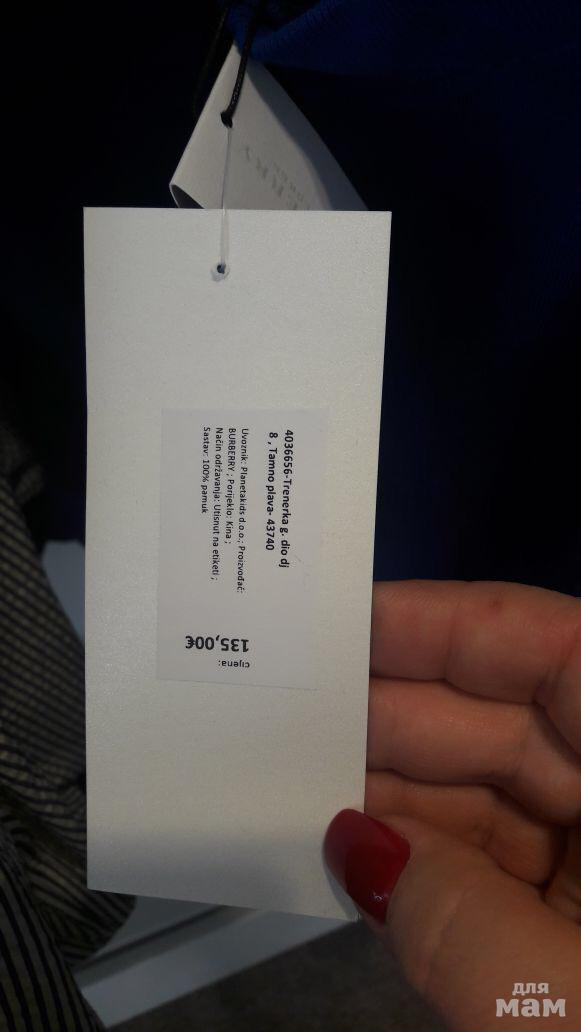 4036656-Trenerka g. dio dj
8 , Tamno plava- 43740
Uvoznik: Planetakids d.o.o.; Proizvođač:
BURBERRY ; Porijeklo: Kina ;
Način održavanja: Utisnut na etiketi ;
Sastav: 100% pamuk
cijena:
135,00€
для
мам